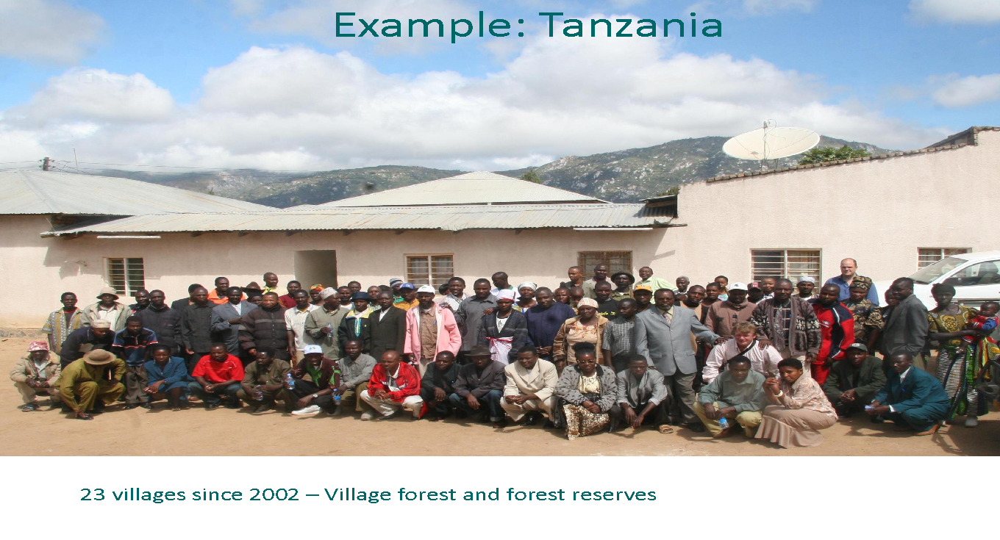 Example: Tanzania
23 villages since 2002 – Village forest and forest reserves